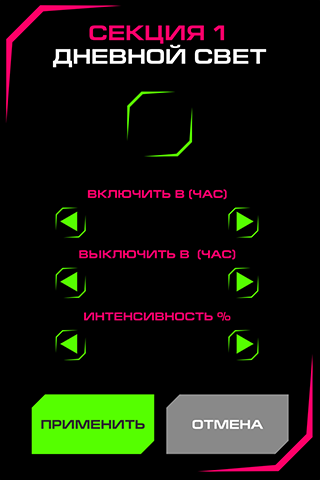 СЕКЦИЯ 1
ДНЕВНОЙ СВЕТ
ВКЛЮЧИТЬ В (ЧАС)
ВЫКЛЮЧИТЬ В (ЧАС)
ИНТЕНСИВНОСТЬ %
ПРИМЕНИТЬ
ОТМЕНА